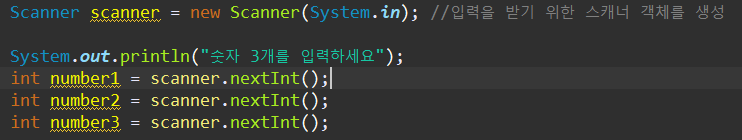 Scanner scanner = new Scanner(System.in); //입력을 받기 위한 스캐너 객체를 생성
System.out.println("숫자 3개를 입력하세요");
int number1 = scanner.nextInt();
int number2 = scanner.nextInt();
int number3 = scanner.nextInt();